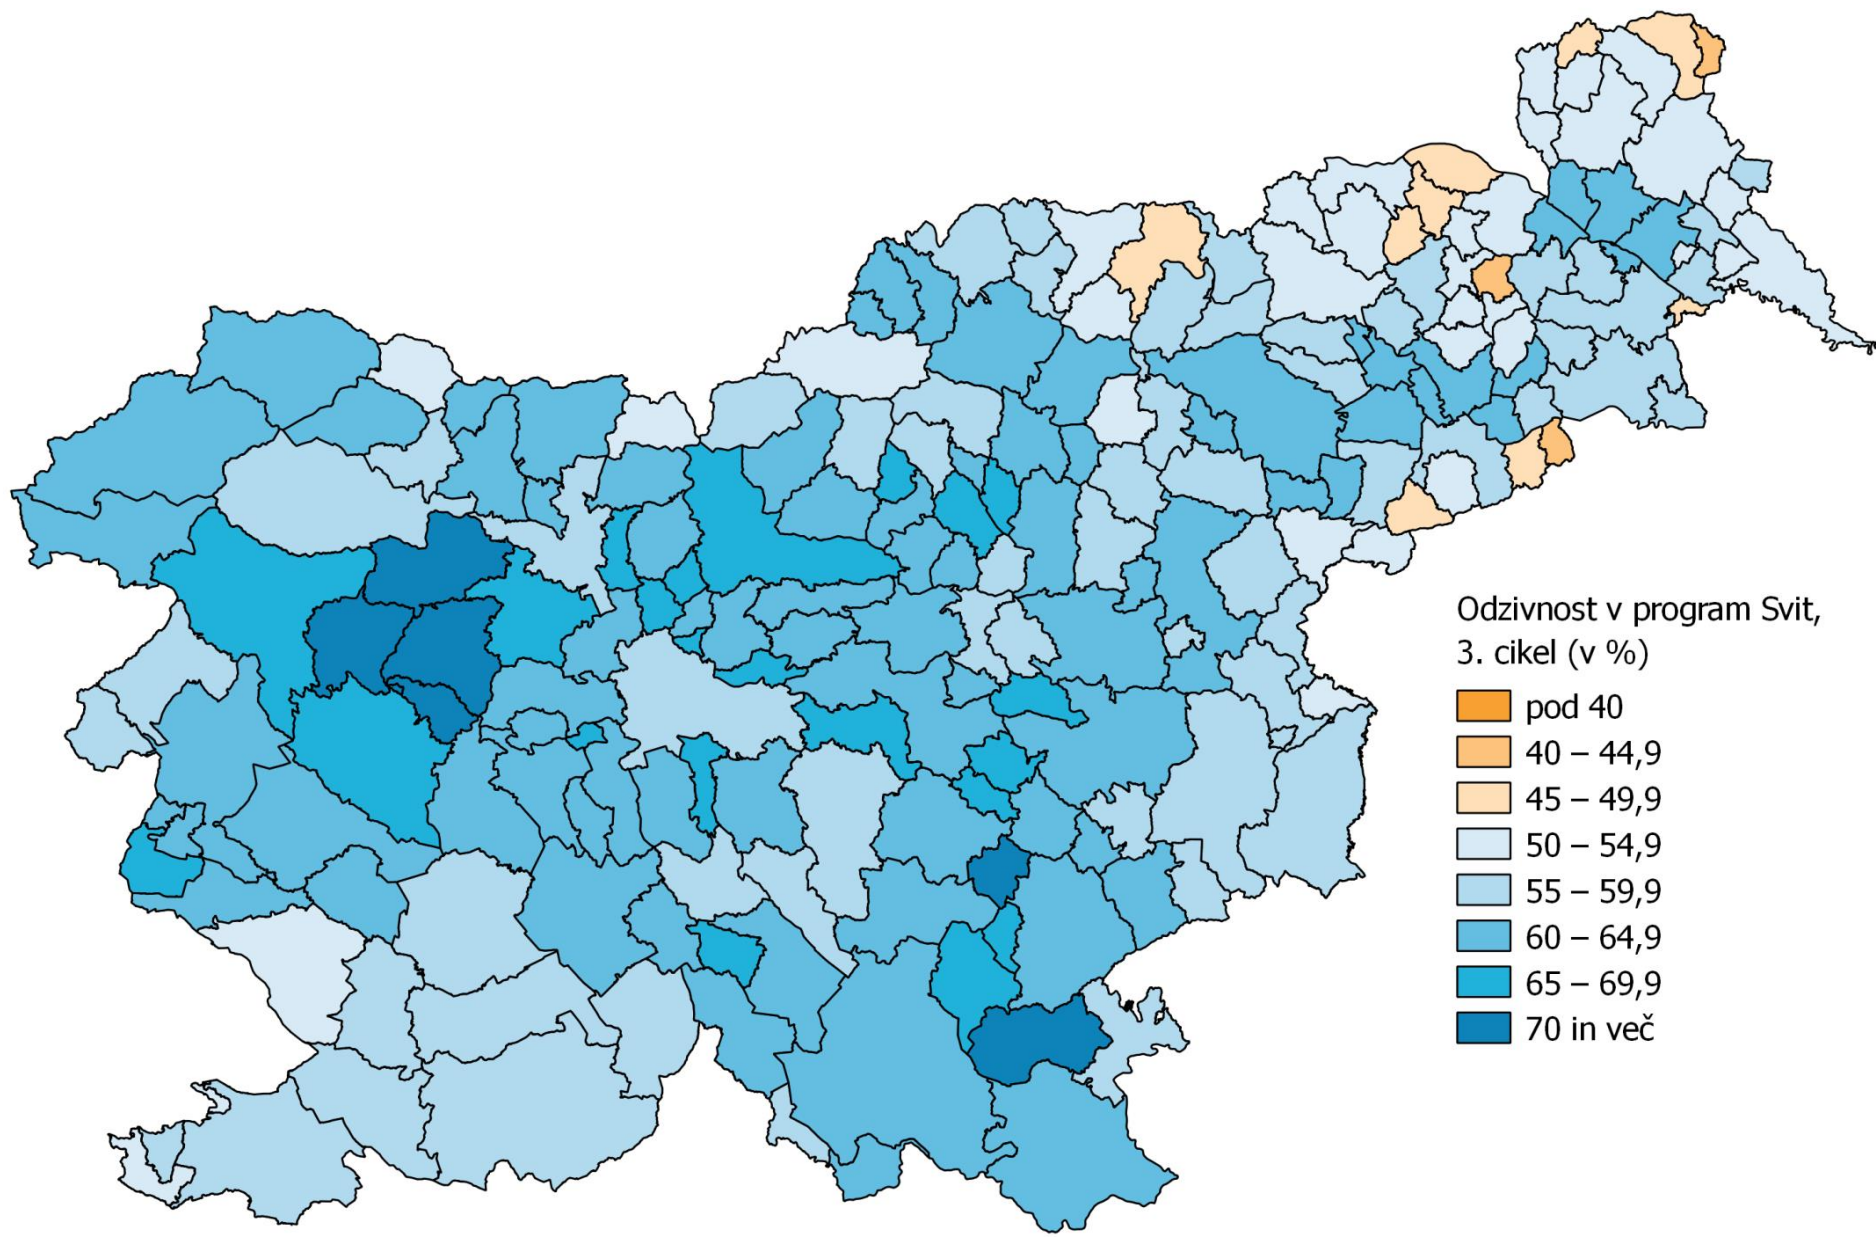 Odzivnost v program Svit,
3. cikel (v %)
pod 40
40 – 44,9
45 – 49,9
50 – 54,9
55 – 59,9
60 – 64,9
65 – 69,9
70 in več